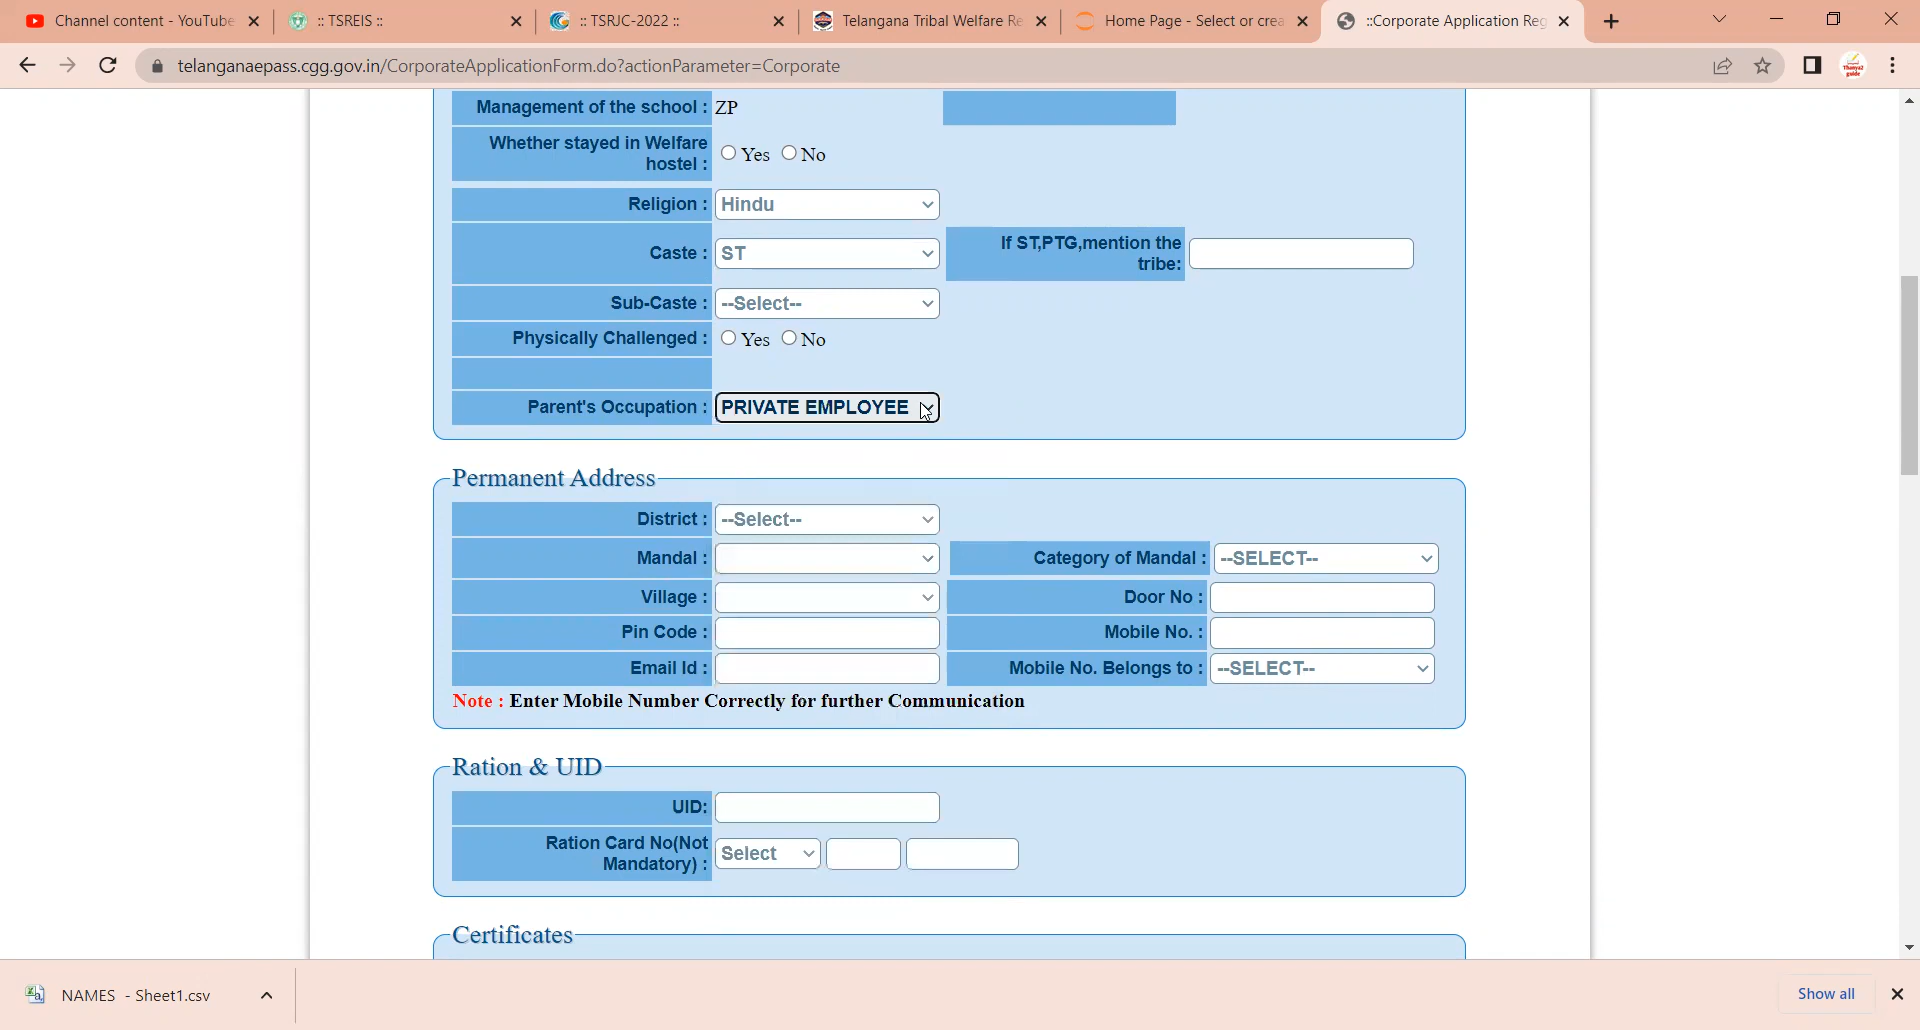 Channel content - YouTube
:: TSREIS ::
:: TSRJC-2022 ::
Telangana Tribal Welfare Re
Home Page - Select or crea
::Corporate Application Reg
telanganaepass.cgg.gov.in/CorporateApplicationForm.do?actionParameter=Corporate
Management of the school : ZP
Whether stayed in Welfare hostel : Yes No
Religion : Hindu
Caste : ST If ST,PTG,mention the tribe:
Sub-Caste : --Select--
Physically Challenged : Yes No
Parent's Occupation : PRIVATE EMPLOYEE
Permanent Address
District : --Select--
Mandal : Category of Mandal : --SELECT--
Village : Door No :
Pin Code : Mobile No. :
Email Id : Mobile No. Belongs to : --SELECT--
Note : Enter Mobile Number Correctly for further Communication
Ration & UID
UID:
Ration Card No(Not Mandatory) : Select
Certificates
NAMES - Sheet1.csv
Show all